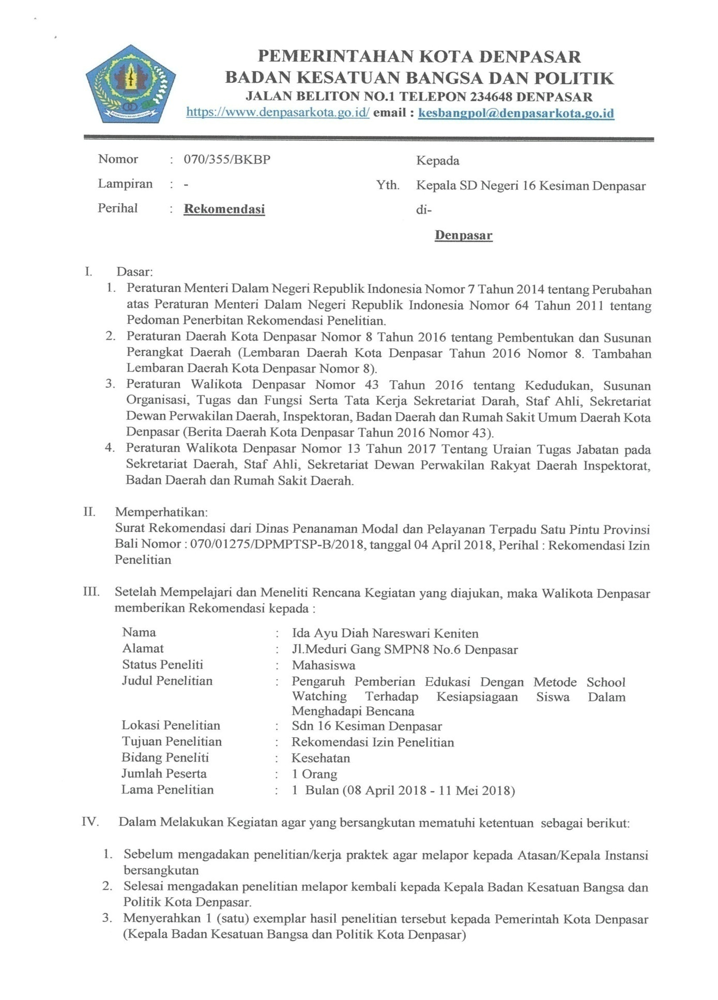 PEMERINTAHAN KOTA DENPASAR
BADAN KESATUAN BANGSA DAN POLITIK
JALAN BELITON NO.1 TELEPON 234648 DENPASAR
https://www.denpasarkota.go.id/ email : kesbangpol@denpasarkota.go.id
Nomor : 070/355/BKBP
Kepada
Lampiran : -
Yth. Kepala SD Negeri 16 Kesiman Denpasar
Perihal : Rekomendasi
di-
Denpasar
I. Dasar:
1. Peraturan Menteri Dalam Negeri Republik Indonesia Nomor 7 Tahun 2014 tentang Perubahan
atas Peraturan Menteri Dalam Negeri Republik Indonesia Nomor 64 Tahun 2011 tentang
Pedoman Penerbitan Rekomendasi Penelitian.
2. Peraturan Daerah Kota Denpasar Nomor 8 Tahun 2016 tentang Pembentukan dan Susunan
Perangkat Daerah (Lembaran Daerah Kota Denpasar Tahun 2016 Nomor 8. Tambahan
Lembaran Daerah Kota Denpasar Nomor 8).
3. Peraturan Walikota Denpasar Nomor 43 Tahun 2016 tentang Kedudukan, Susunan
Organisasi, Tugas dan Fungsi Serta Tata Kerja Sekretariat Darah, Staf Ahli, Sekretariat
Dewan Perwakilan Daerah, Inspektoran, Badan Daerah dan Rumah Sakit Umum Daerah Kota
Denpasar (Berita Daerah Kota Denpasar Tahun 2016 Nomor 43).
4. Peraturan Walikota Denpasar Nomor 13 Tahun 2017 Tentang Uraian Tugas Jabatan pada
Sekretariat Daerah, Staf Ahli, Sekretariat Dewan Perwakilan Rakyat Daerah Inspektorat,
Badan Daerah dan Rumah Sakit Daerah.
II. Memperhatikan:
Surat Rekomendasi dari Dinas Penanaman Modal dan Pelayanan Terpadu Satu Pintu Provinsi
Bali Nomor : 070/01275/DPMPTSP-B/2018, tanggal 04 April 2018, Perihal : Rekomendasi Izin
Penelitian
III. Setelah Mempelajari dan Meneliti Rencana Kegiatan yang diajukan, maka Walikota Denpasar
memberikan Rekomendasi kepada :
Nama : Ida Ayu Diah Nareswari Keniten
Alamat : Jl.Meduri Gang SMPN8 No.6 Denpasar
Status Peneliti : Mahasiswa
Judul Penelitian : Pengaruh Pemberian Edukasi Dengan Metode School
Watching Terhadap Kesiapsiagaan Siswa Dalam
Menghadapi Bencana
Lokasi Penelitian : Sdn 16 Kesiman Denpasar
Tujuan Penelitian : Rekomendasi Izin Penelitian
Bidang Peneliti : Kesehatan
Jumlah Peserta : 1 Orang
Lama Penelitian : 1 Bulan (08 April 2018 - 11 Mei 2018)
IV. Dalam Melakukan Kegiatan agar yang bersangkutan mematuhi ketentuan sebagai berikut:
1. Sebelum mengadakan penelitian/kerja praktek agar melapor kepada Atasan/Kepala Instansi
bersangkutan
2. Selesai mengadakan penelitian melapor kembali kepada Kepala Badan Kesatuan Bangsa dan
Politik Kota Denpasar.
3. Menyerahkan 1 (satu) exemplar hasil penelitian tersebut kepada Pemerintah Kota Denpasar
(Kepala Badan Kesatuan Bangsa dan Politik Kota Denpasar)